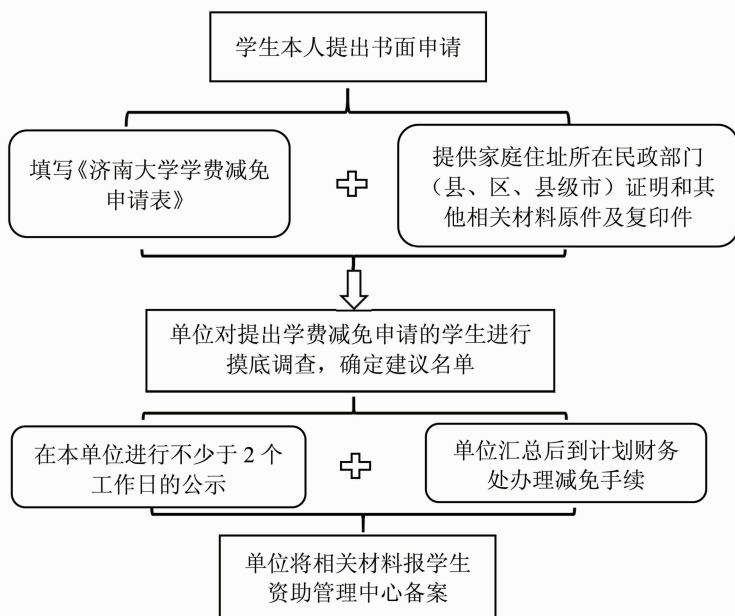 学生本人提出书面申请
填写《济南大学学费减免
申请表》
提供家庭住址所在民政部门
（县、区、县级市）证明和其
他相关材料原件及复印件
单位对提出学费减免申请的学生进行
摸底调查，确定建议名单
在本单位进行不少于 2 个
工作日的公示
单位汇总后到计划财务
处办理减免手续
单位将相关材料报学生
资助管理中心备案